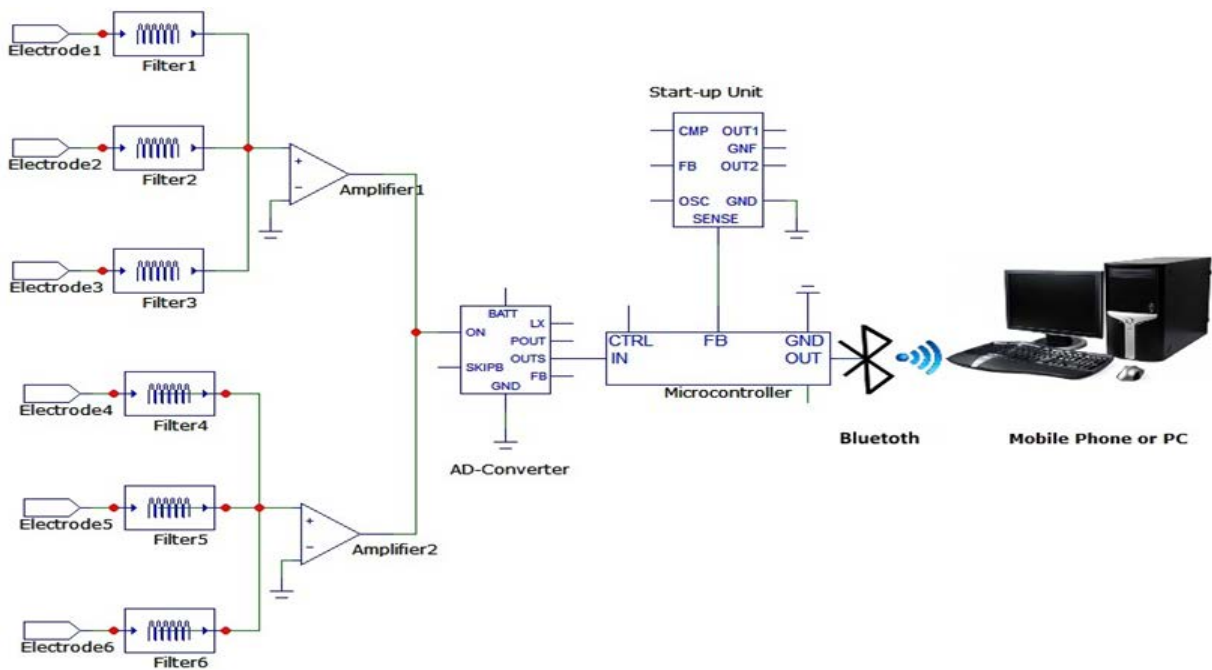 Electrode1
Filter1
Electrode2
Filter2
+
−
Amplifier1
Electrode3
Filter3
Electrode4
Filter4
Electrode5
Filter5
+
−
Amplifier2
Electrode6
Filter6
BATT
ON
LX
POUT
OUTS
SKIPB
FB
GND
AD-Converter
Start-up Unit
CMP OUT1
GNF
FB OUT2
OSC GND
SENSE
CTRL FB GND
IN OUT
Microcontroller
Bluetoth
Mobile Phone or PC